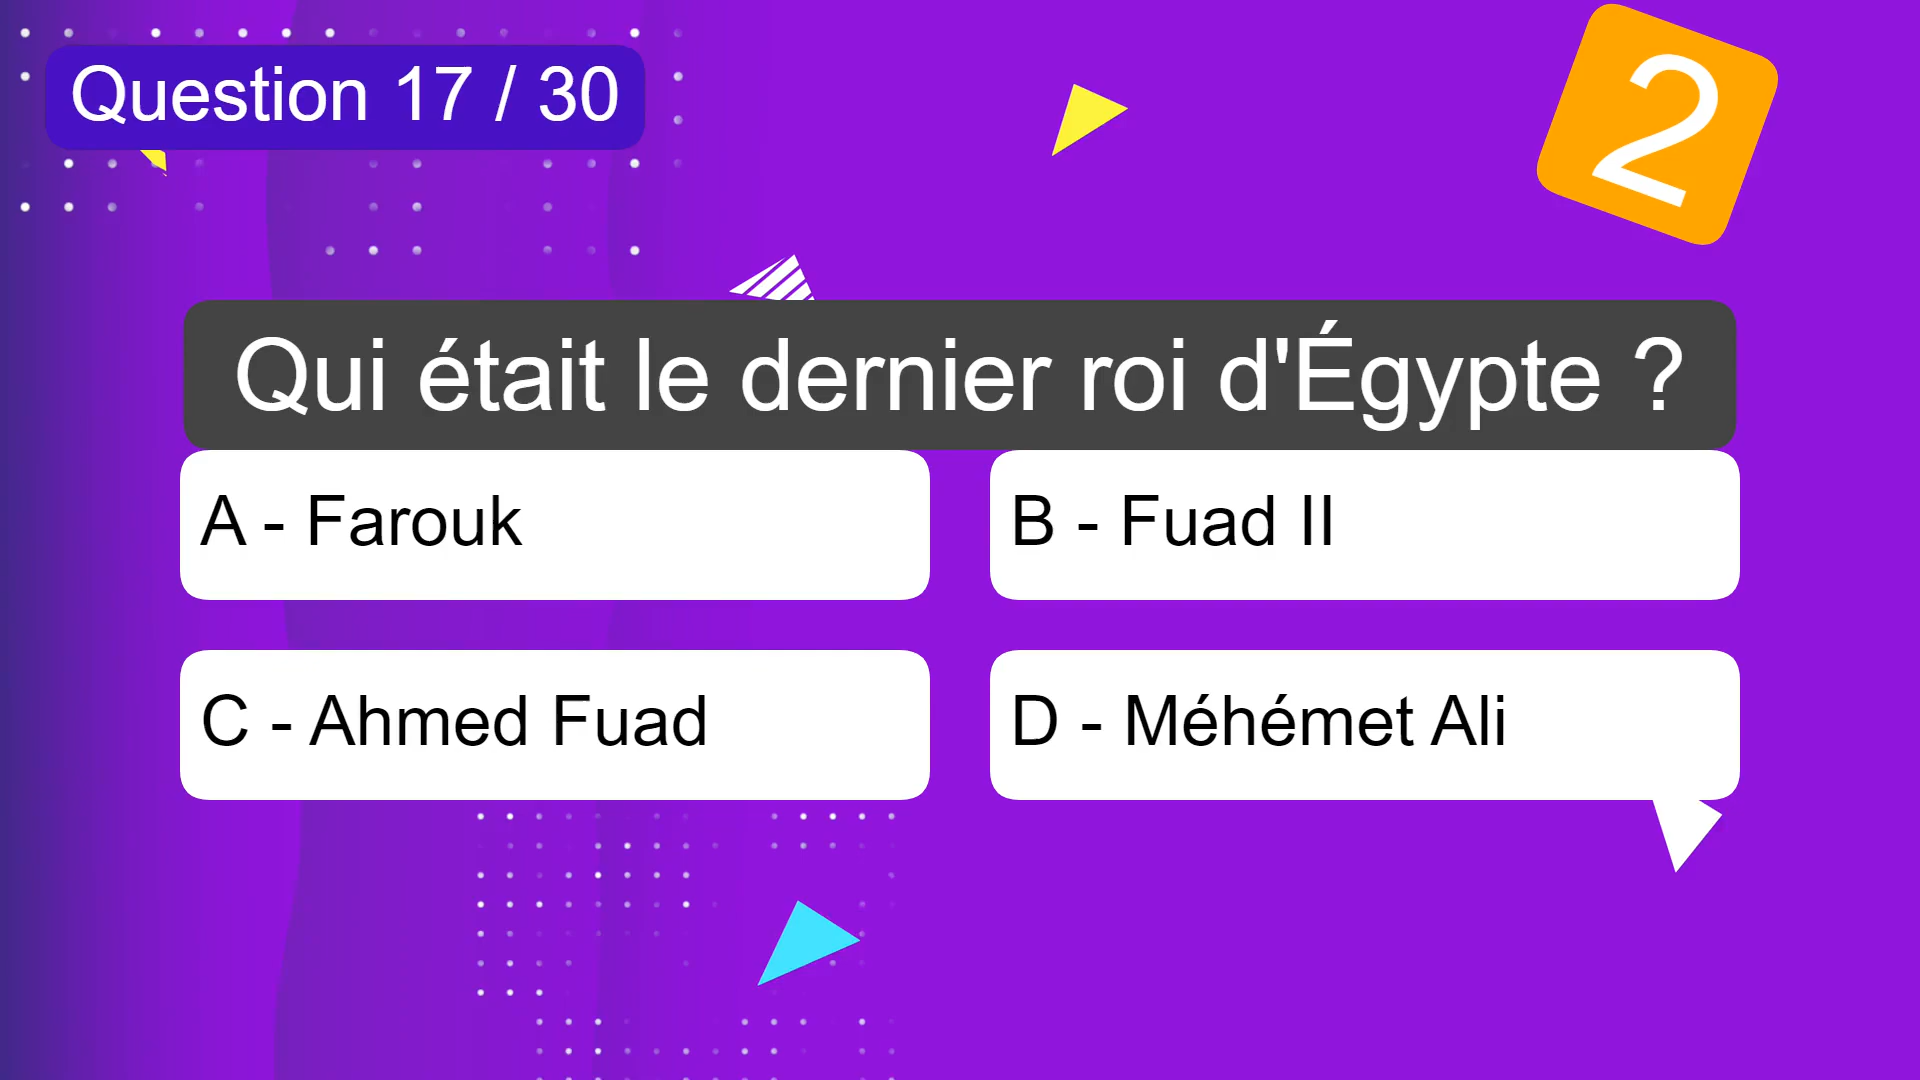 Question 17 / 30
2
Qui était le dernier roi d'Égypte ?
A - Farouk
B - Fuad II
C - Ahmed Fuad
D - Méhémet Ali